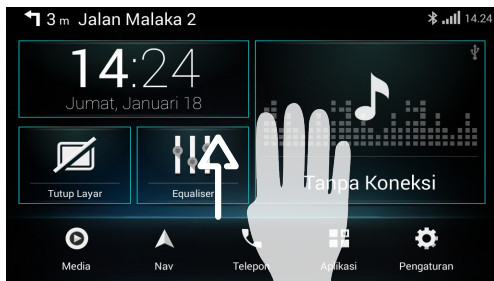 3 m Jalan Malaka 2
14.24
14:24
Jumat, Januari 18
Tanpa Koneksi
Tutup Layar
Equaliser
Media
Nav
Telepon
Aplikasi
Pengaturan